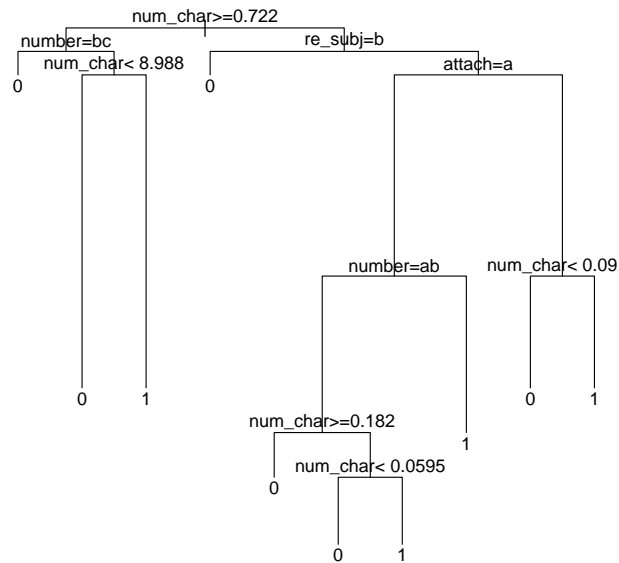 num_char>=0.722
number=bc
re_subj=b
num_char< 8.988
attach=a
0
0
number=ab
num_char< 0.09
0
1
0
1
num_char>=0.182
1
num_char< 0.0595
0
0
1